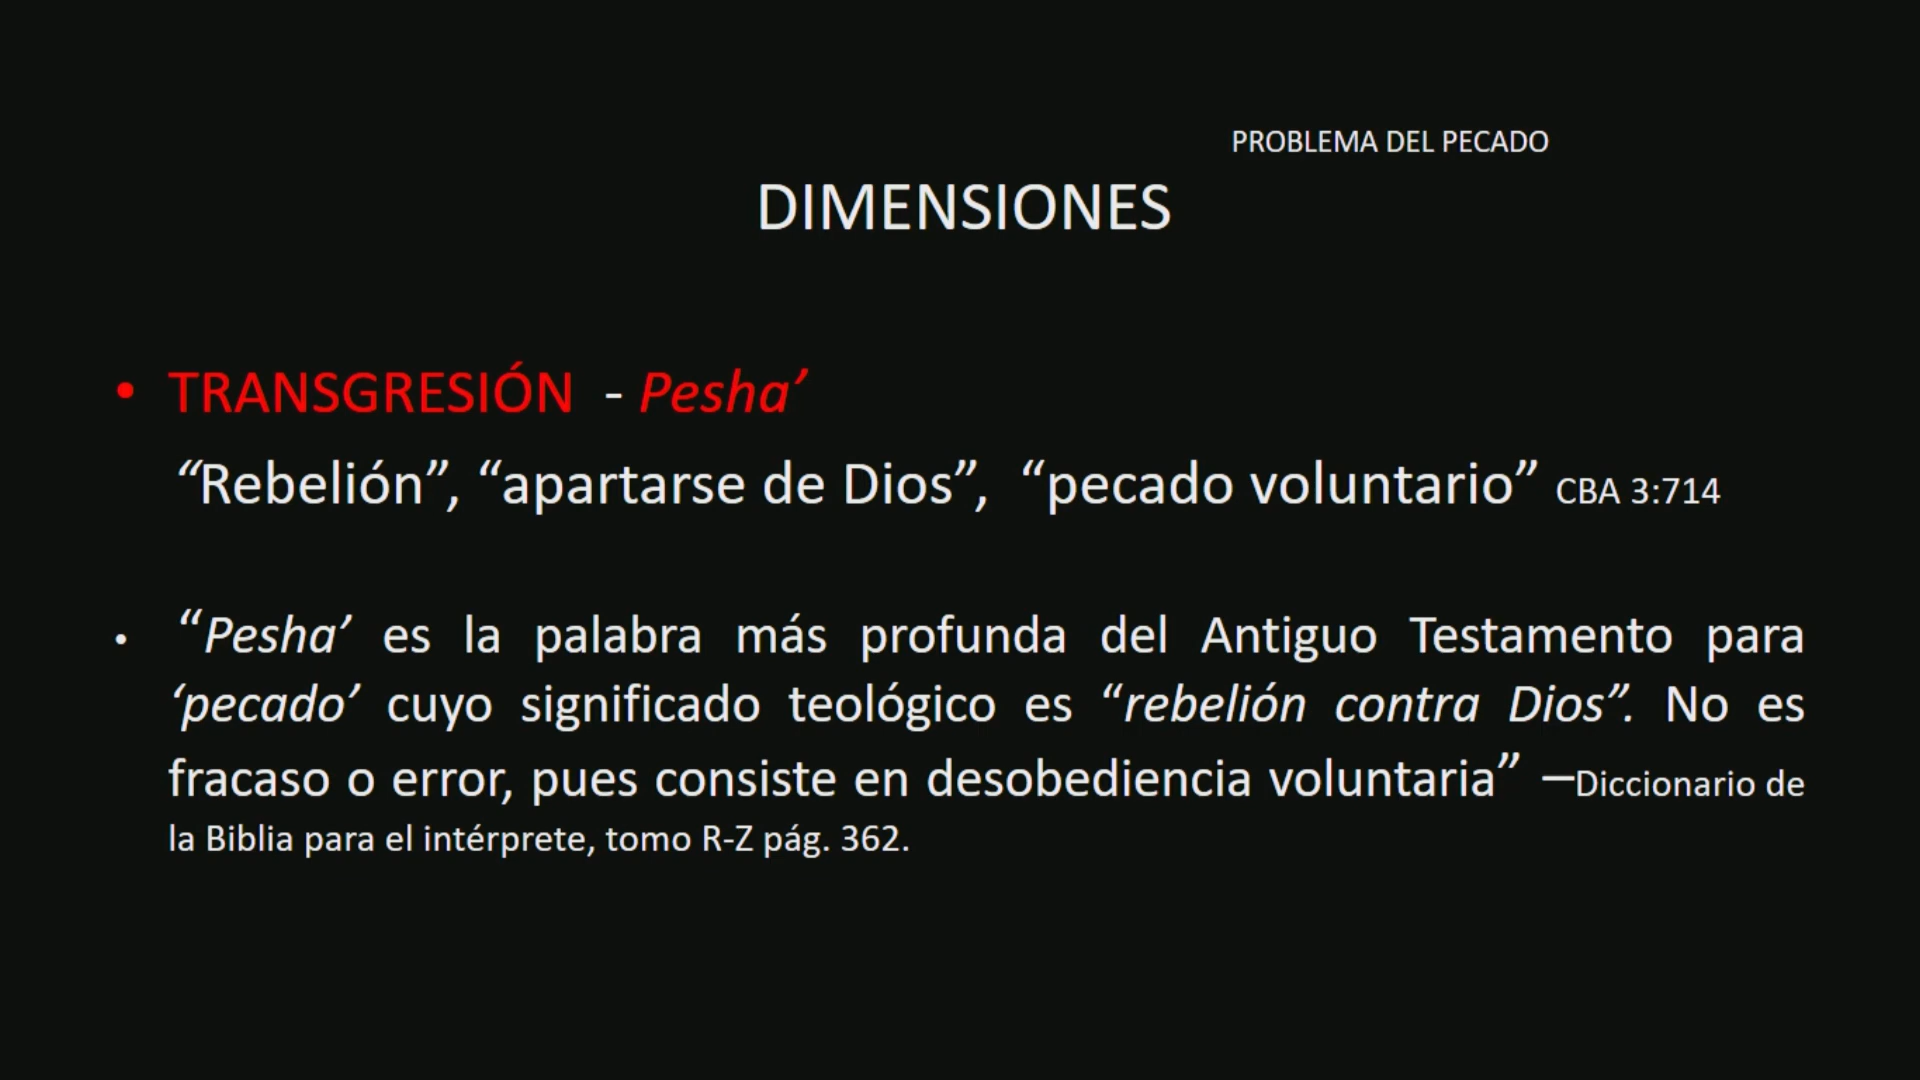 PROBLEMA DEL PECADO
DIMENSIONES
• TRANSGRESIÓN - Pesha’
“Rebelión”, “apartarse de Dios”, “pecado voluntario” CBA 3:714
• “Pesha’ es la palabra más profunda del Antiguo Testamento para
‘pecado’ cuyo significado teológico es “rebelión contra Dios”. No es
fracaso o error, pues consiste en desobediencia voluntaria” –Diccionario de
la Biblia para el intérprete, tomo R-Z pág. 362.